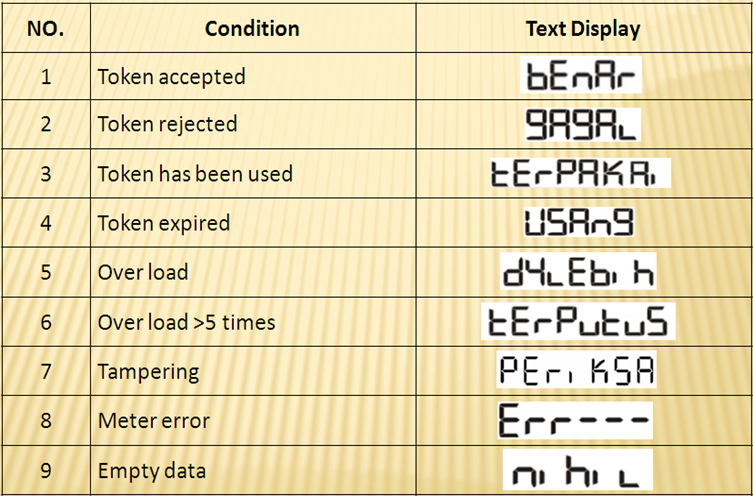 NO. Condition Text Display
1 Token accepted bEnAr
2 Token rejected gAgAL
3 Token has been used tErPAKAi
4 Token expired USAng
5 Over load d4LEbih
6 Over load >5 times tErPutuS
7 Tampering PEriKSA
8 Meter error Err---
9 Empty data nihiL